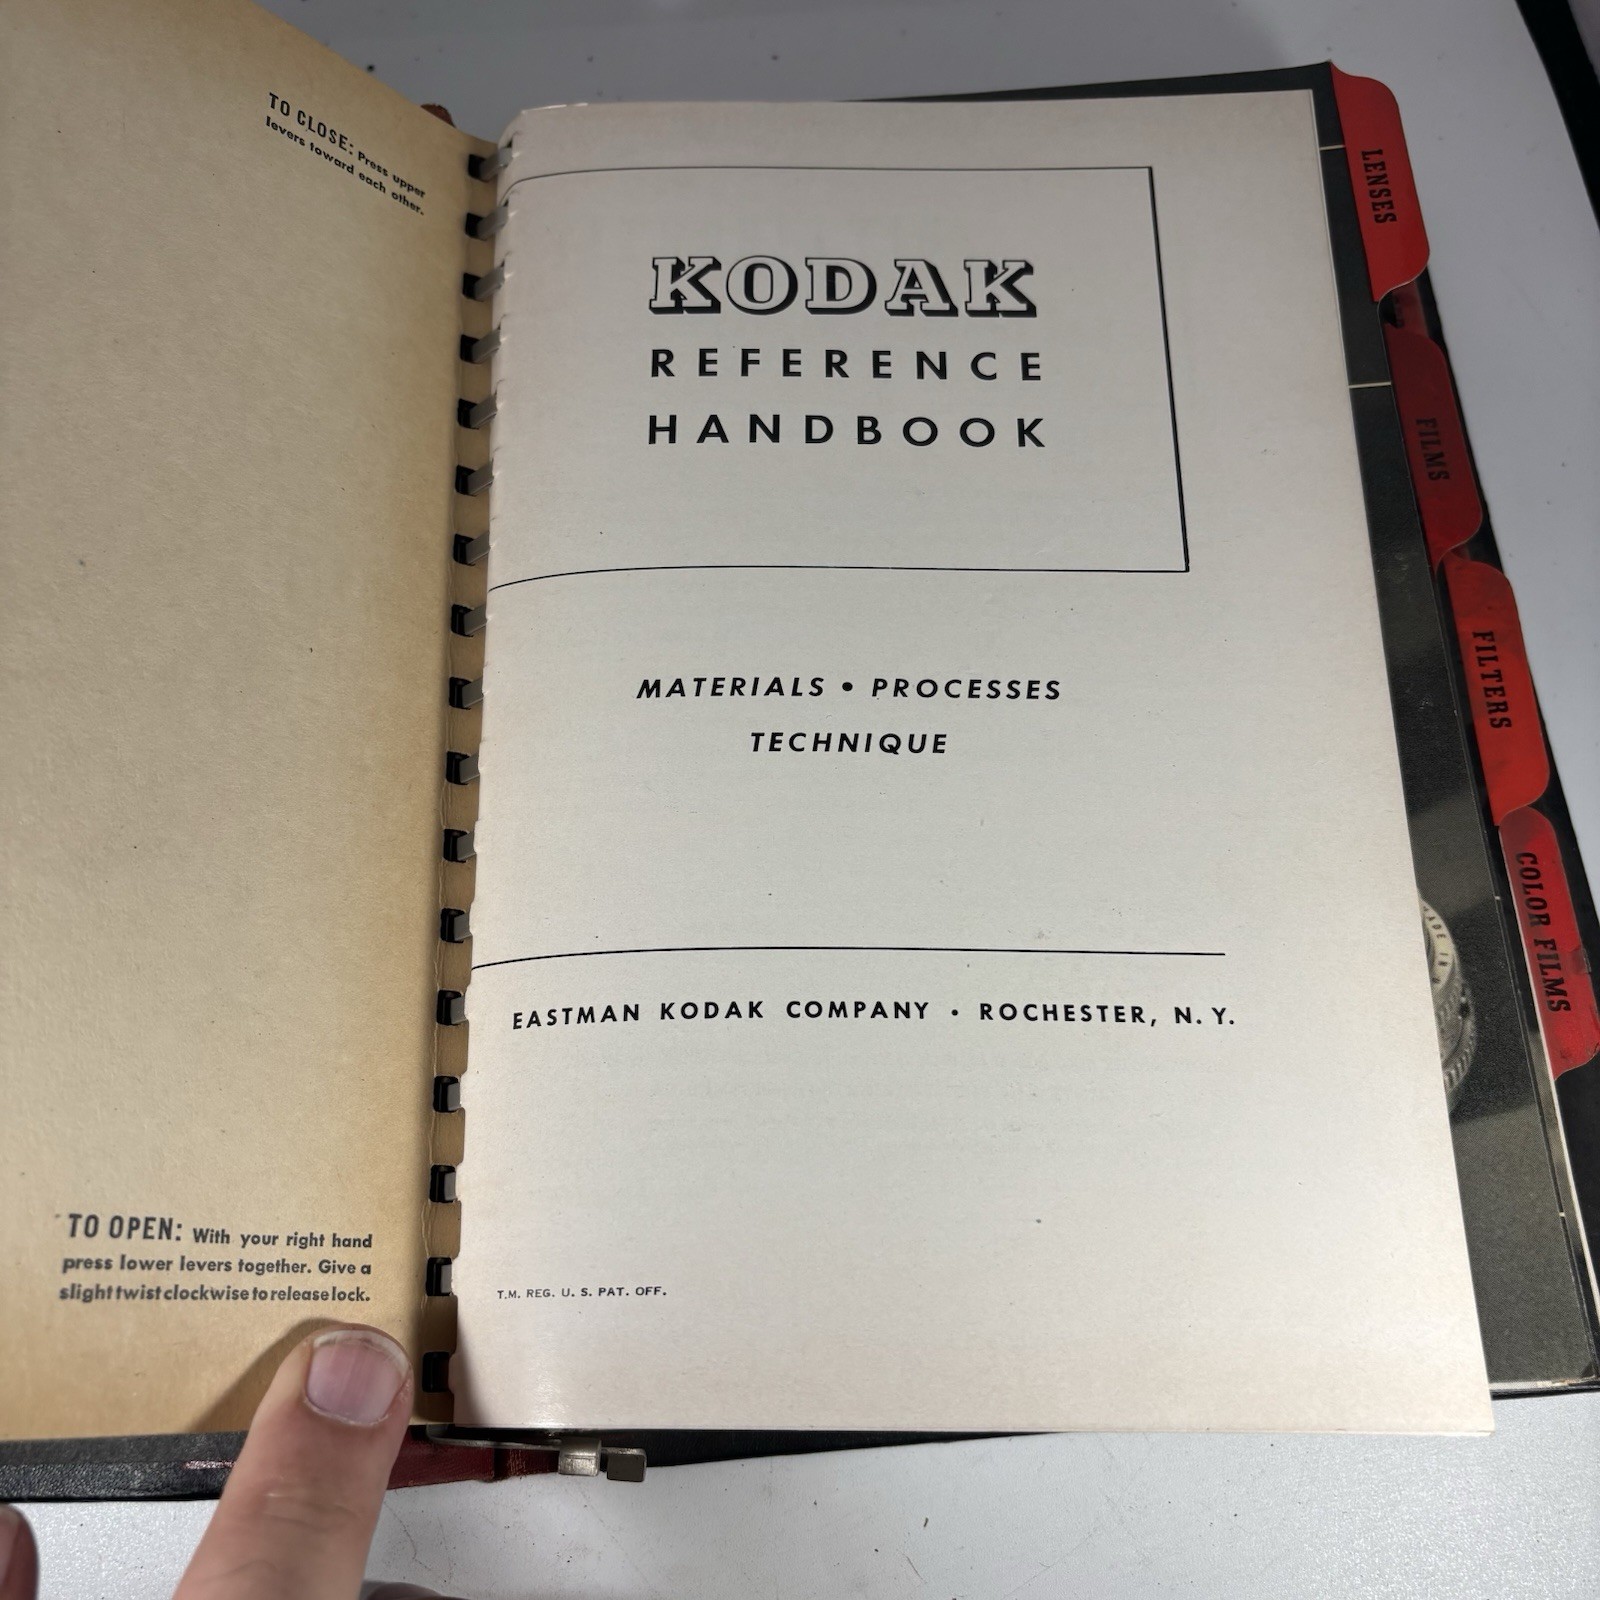 TO CLOSE: Press upper
levers toward each other.
TO OPEN: With your right hand
press lower levers together. Give a
slight twist clockwise to release lock.
KODAK
REFERENCE
HANDBOOK
MATERIALS • PROCESSES
TECHNIQUE
EASTMAN KODAK COMPANY • ROCHESTER, N. Y.
T.M. REG. U. S. PAT. OFF.
LENSES
FILMS
FILTERS
COLOR FILMS
MADE IN